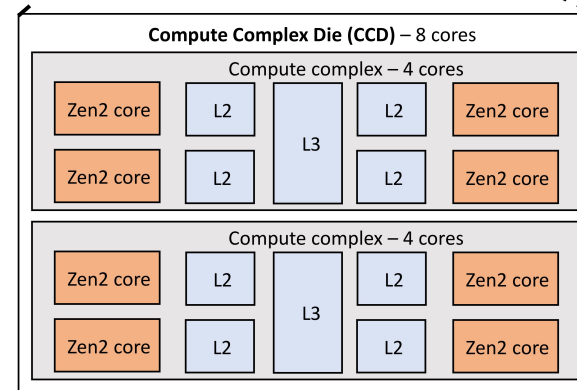 Compute Complex Die (CCD) – 8 cores
Compute complex – 4 cores
Zen2 core L2 L3 L2 Zen2 core
Zen2 core L2 L2 Zen2 core
Compute complex – 4 cores
Zen2 core L2 L3 L2 Zen2 core
Zen2 core L2 L2 Zen2 core